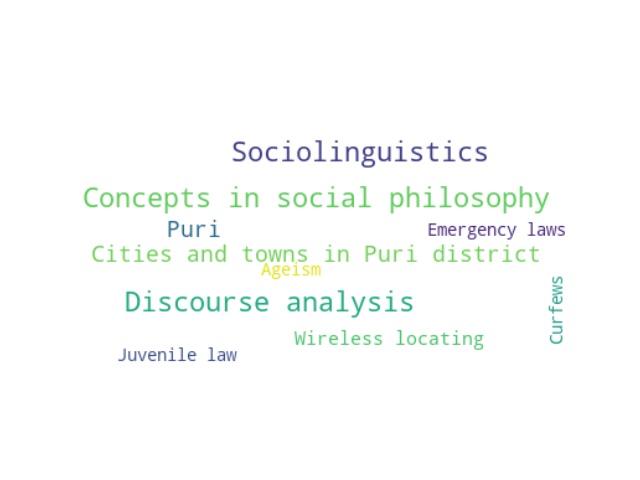 Sociolinguistics
Concepts in social philosophy
Puri
Emergency laws
Cities and towns in Puri district
Ageism
Discourse analysis
Curfews
Wireless locating
Juvenile law